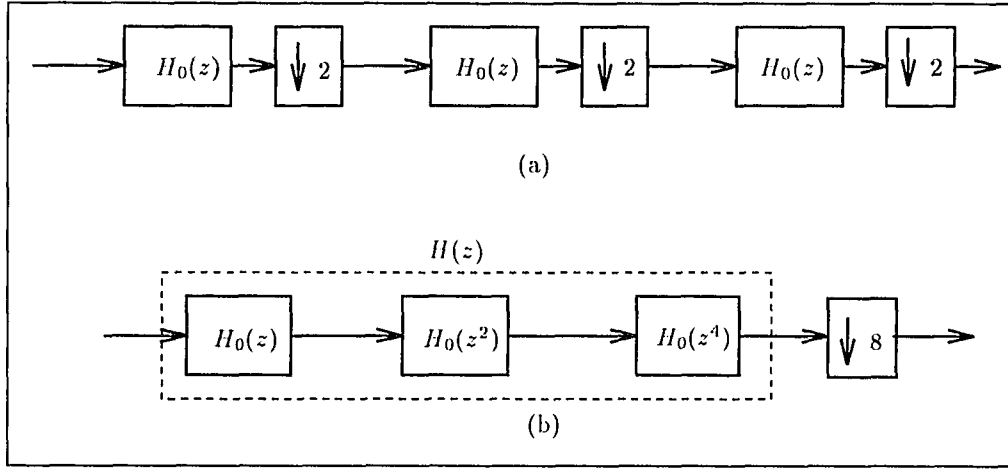 H₀(z) ↓ 2 H₀(z) ↓ 2 H₀(z) ↓ 2
(a)
H(z)
H₀(z) H₀(z²) H₀(z⁴) ↓ 8
(b)